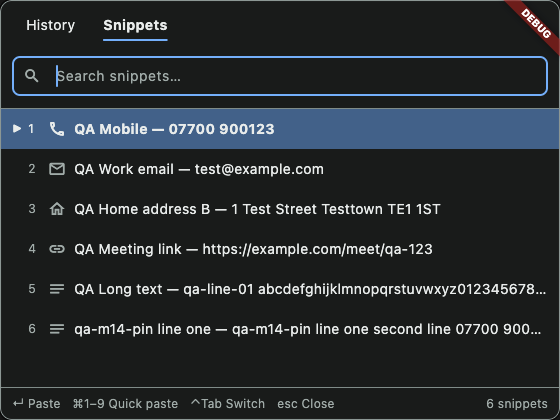 History Snippets DEBUG
Search snippets...
1 QA Mobile — 07700 900123
2 QA Work email — test@example.com
3 QA Home address B — 1 Test Street Testtown TE1 1ST
4 QA Meeting link — https://example.com/meet/qa-123
5 QA Long text — qa-line-01 abcdefghijklmnopqrstuvwxyz012345678...
6 qa-m14-pin line one — qa-m14-pin line one second line 07700 900...
↵ Paste ⌘1–9 Quick paste ^Tab Switch esc Close 6 snippets